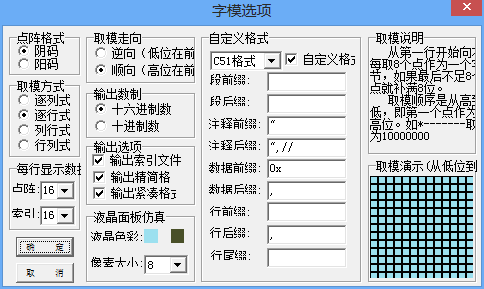 字模选项
点阵格式
阴码
阳码
取模方式
逐列式
逐行式
列行式
行列式
每行显示数据
点阵: 16
索引: 16
确 定
取 消
取模走向
逆向(低位在前
顺向(高位在前
输出数制
十六进制数
十进制数
输出选项
输出索引文件
输出精简格
输出紧凑格式
液晶面板仿真
液晶色彩:
像素大小: 8
自定义格式
C51格式
自定义格式
段前缀:
段后缀:
注释前缀: "
注释后缀: ",//
数据前缀: 0x
数据后缀: ,
行前缀:
行后缀: ,
行尾缀:
取模说明
从第一行开始向
每取8个点作为一个字
节,如果最后不足8个
点就补满8位。
取模顺序是从高到
低,即第一个点作为
高位。如*-------取
为10000000
取模演示(从低位到